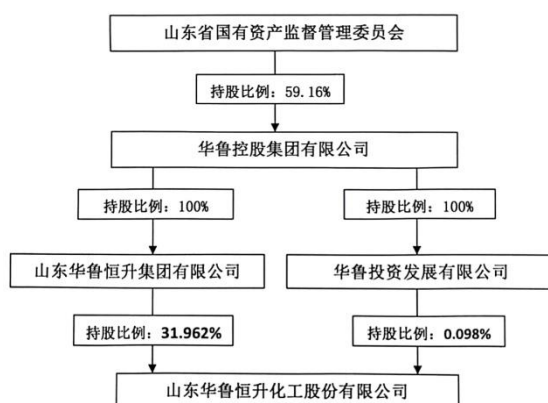 山东省国有资产监督管理委员会
持股比例：59.16%
华鲁控股集团有限公司
持股比例：100%
持股比例：100%
山东华鲁恒升集团有限公司
华鲁投资发展有限公司
持股比例：31.962%
持股比例：0.098%
山东华鲁恒升化工股份有限公司